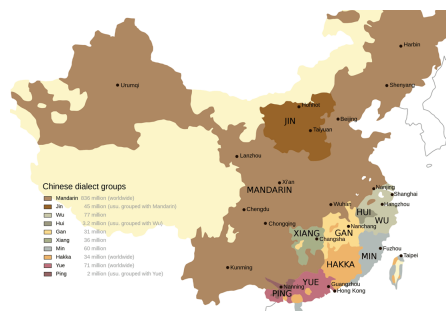 Harbin
Shenyang
Urumqi
Hohhot
Beijing
JIN
Taiyuan
Lanzhou
Xi'an
MANDARIN
Nanjing
Shanghai
Chengdu
Wuhan
Hangzhou
HUI
WU
Chongqing
Nanchang
XIANG
GAN
Changsha
Fuzhou
MIN
Taipei
HAKKA
Kunming
YUE
Guangzhou
Nanning
PING
Hong Kong
Chinese dialect groups
Mandarin 836 million (worldwide)
Jin 45 million (usu. grouped with Mandarin)
Wu 77 million
Hui 3.2 million (usu. grouped with Wu)
Gan 31 million
Xiang 36 million
Min 60 million
Hakka 34 million (worldwide)
Yue 71 million (worldwide)
Ping 2 million (usu. grouped with Yue)